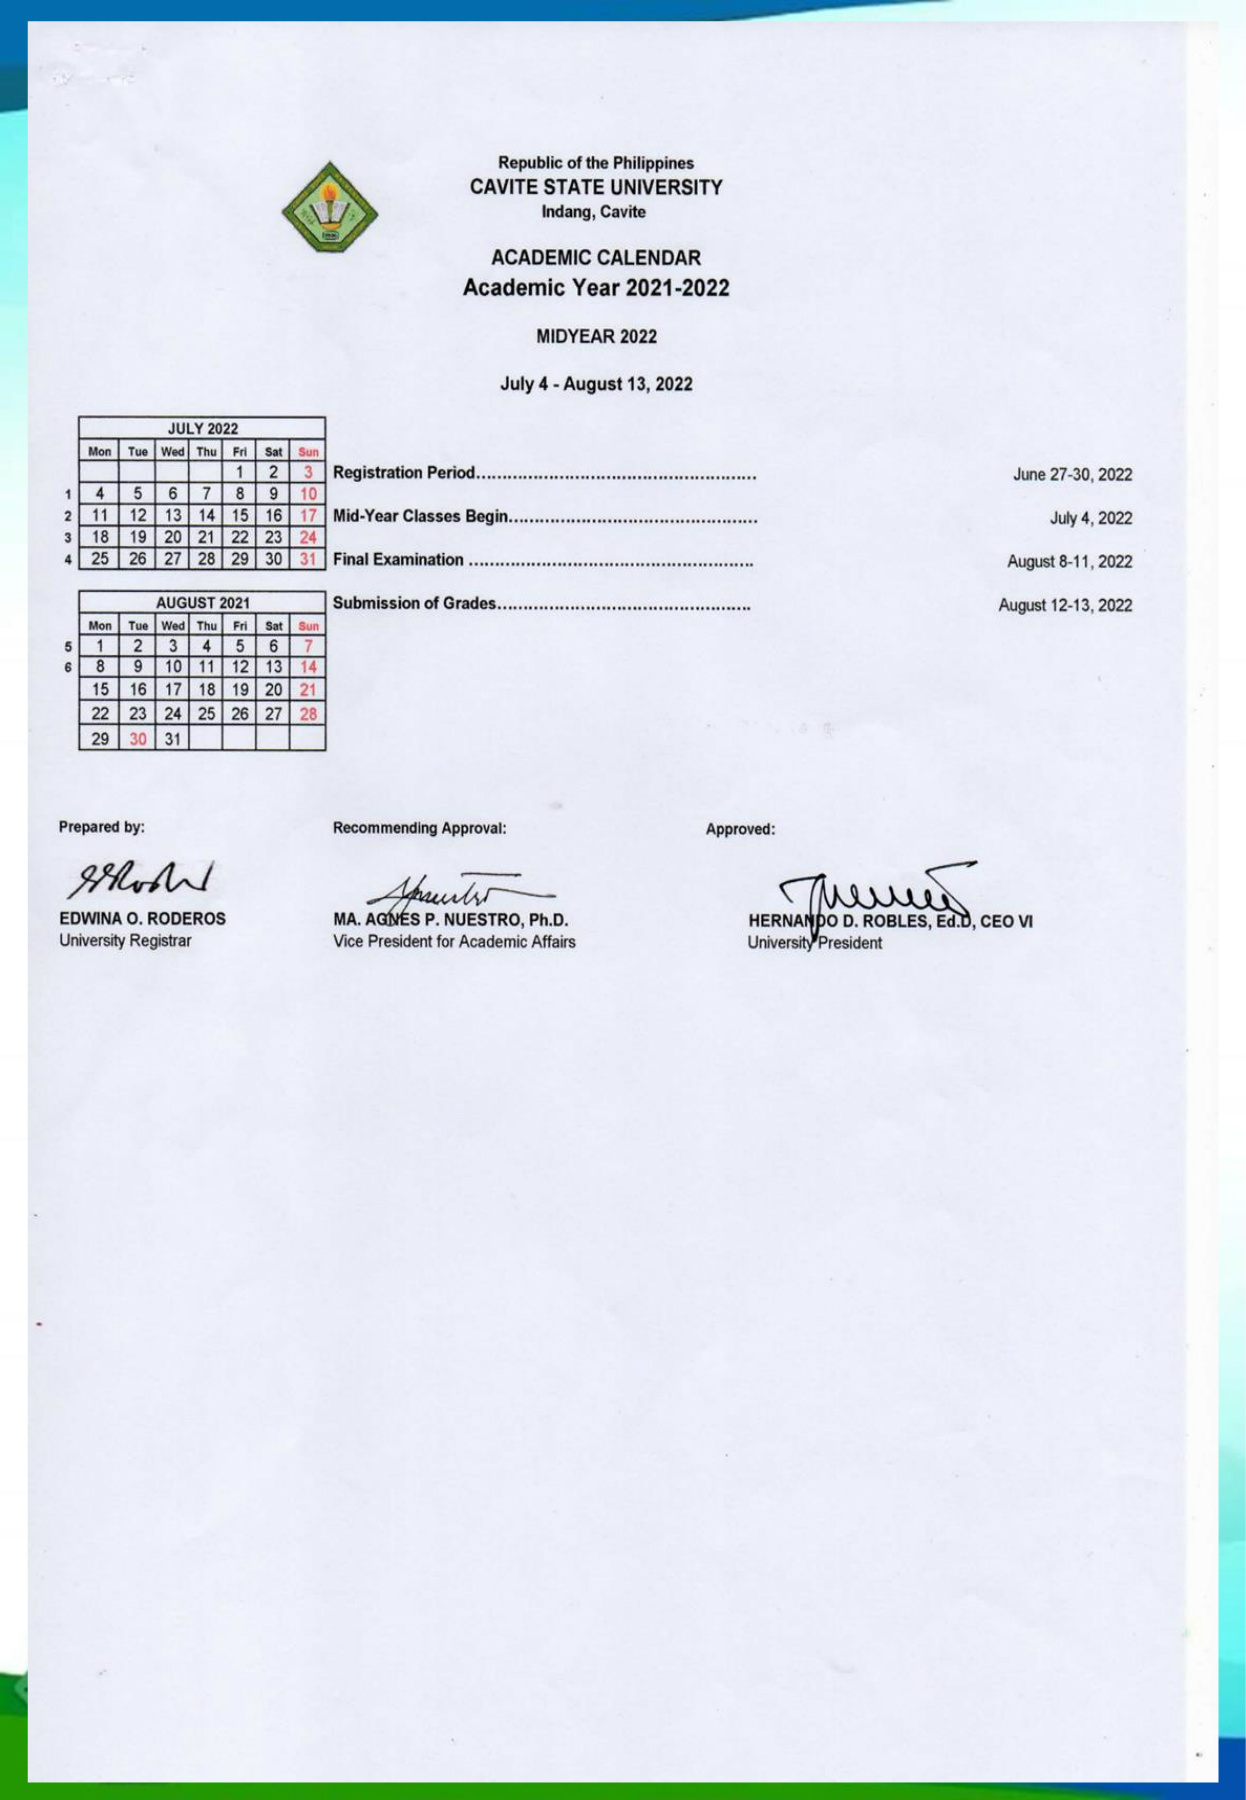 Republic of the Philippines
CAVITE STATE UNIVERSITY
Indang, Cavite
ACADEMIC CALENDAR
Academic Year 2021-2022
MIDYEAR 2022
July 4 - August 13, 2022
JULY 2022
Mon Tue Wed Thu Fri Sat Sun
1 2 3
1 4 5 6 7 8 9 10
2 11 12 13 14 15 16 17
3 18 19 20 21 22 23 24
4 25 26 27 28 29 30 31
Registration Period...................................................... June 27-30, 2022
Mid-Year Classes Begin................................................ July 4, 2022
Final Examination ....................................................... August 8-11, 2022
Submission of Grades................................................. August 12-13, 2022
AUGUST 2021
Mon Tue Wed Thu Fri Sat Sun
5 1 2 3 4 5 6 7
6 8 9 10 11 12 13 14
15 16 17 18 19 20 21
22 23 24 25 26 27 28
29 30 31
Prepared by: Recommending Approval: Approved:
EDWINA O. RODEROS MA. AGNES P. NUESTRO, Ph.D. HERNANDO D. ROBLES, Ed.D, CEO VI
University Registrar Vice President for Academic Affairs University President